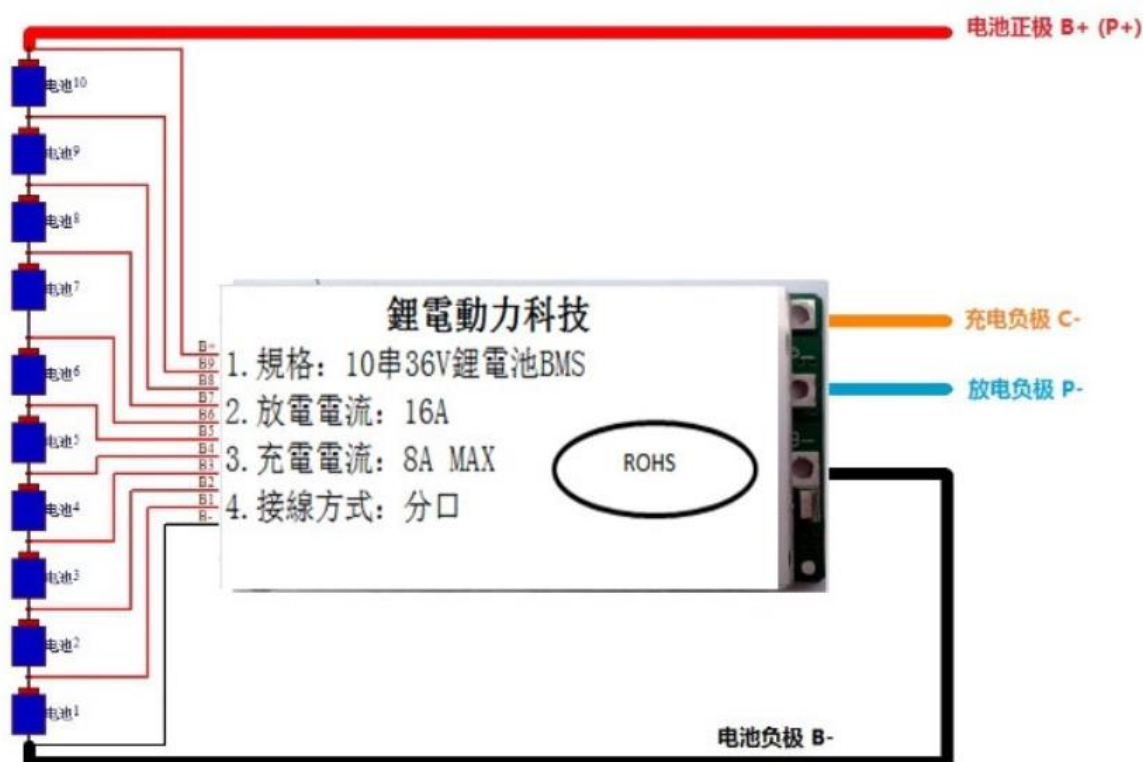 电池正极 B+ (P+)
电池10
电池9
电池8
电池7
电池6
电池5
电池4
电池3
电池2
电池1
B+
B9
B8
B7
B6
B5
B4
B3
B2
B1
B-
鋰電動力科技
1.規格：10串36V鋰電池BMS
2.放電電流：16A
3.充電電流：8A MAX
4.接線方式：分口
ROHS
P-
B-
充电负极 C-
放电负极 P-
电池负极 B-